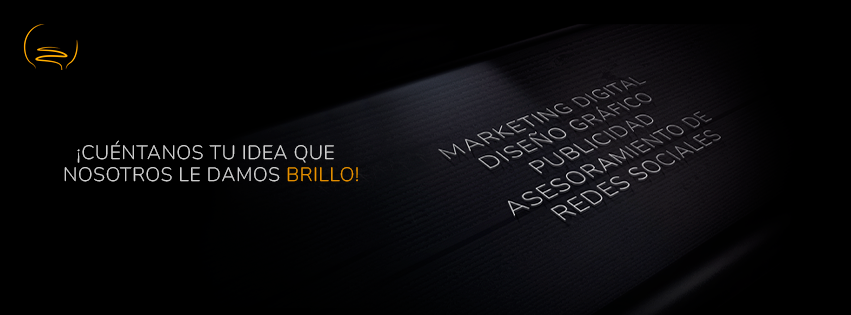 ¡CUÉNTANOS TU IDEA QUE
NOSOTROS LE DAMOS BRILLO!
MARKETING DIGITAL
DISEÑO GRÁFICO
PUBLICIDAD
ASESORAMIENTO DE
REDES SOCIALES